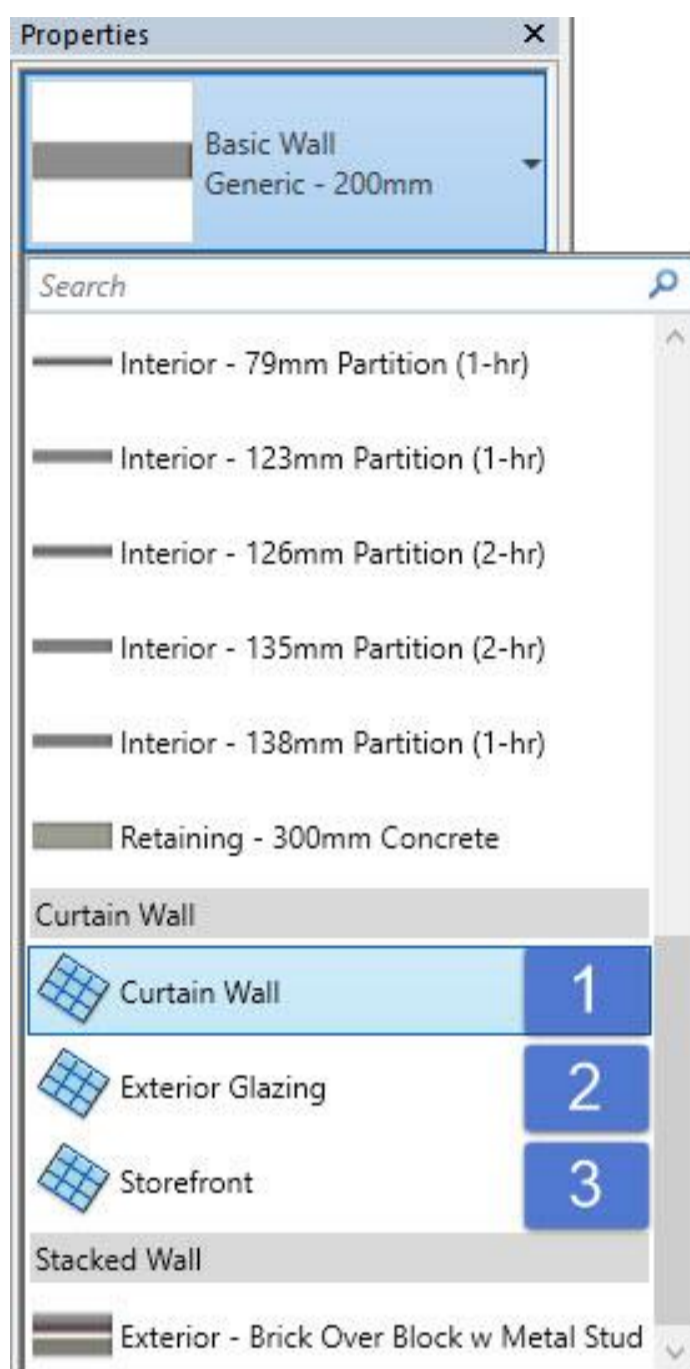 Properties
Basic Wall
Generic - 200mm
Search
Interior - 79mm Partition (1-hr)
Interior - 123mm Partition (1-hr)
Interior - 126mm Partition (2-hr)
Interior - 135mm Partition (2-hr)
Interior - 138mm Partition (1-hr)
Retaining - 300mm Concrete
Curtain Wall
Curtain Wall 1
Exterior Glazing 2
Storefront 3
Stacked Wall
Exterior - Brick Over Block w Metal Stud